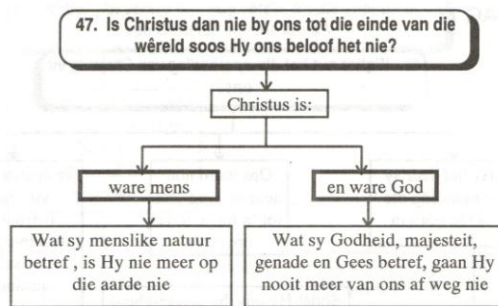 47. Is Christus dan nie by ons tot die einde van die
wêreld soos Hy ons beloof het nie?
Christus is:
ware mens
en ware God
Wat sy menslike natuur
betref , is Hy nie meer op
die aarde nie
Wat sy Godheid, majesteit,
genade en Gees betref, gaan Hy
nooit meer van ons af weg nie